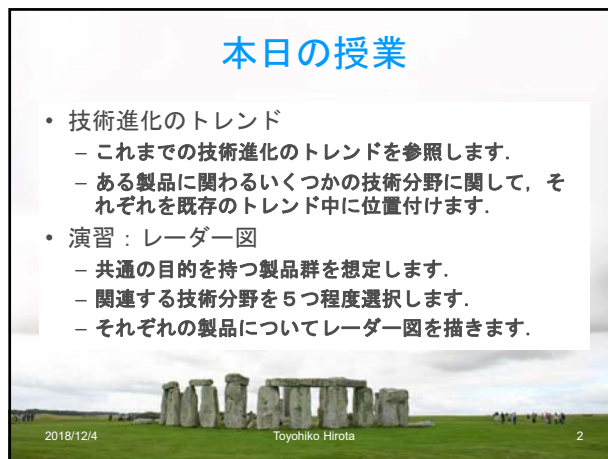 本日の授業
• 技術進化のトレンド
– これまでの技術進化のトレンドを参照します．
– ある製品に関わるいくつかの技術分野に関して，そ
れぞれを既存のトレンド中に位置付けます．
• 演習：レーダー図
– 共通の目的を持つ製品群を想定します．
– 関連する技術分野を５つ程度選択します．
– それぞれの製品についてレーダー図を描きます．
2018/12/4 Toyohiko Hirota 2